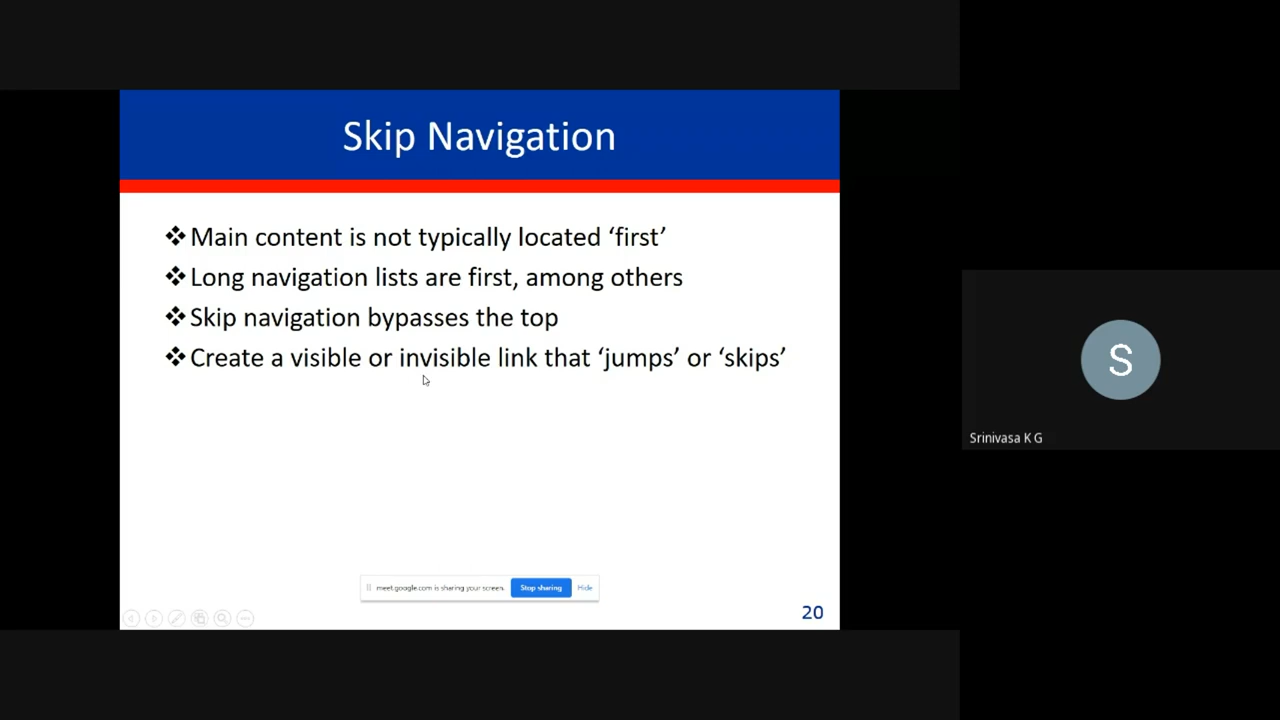 Skip Navigation
❖Main content is not typically located ‘first’
❖Long navigation lists are first, among others
❖Skip navigation bypasses the top
❖Create a visible or invisible link that ‘jumps’ or ‘skips’
S
Srinivasa K G
meet.google.com is sharing your screen. Stop sharing Hide
20